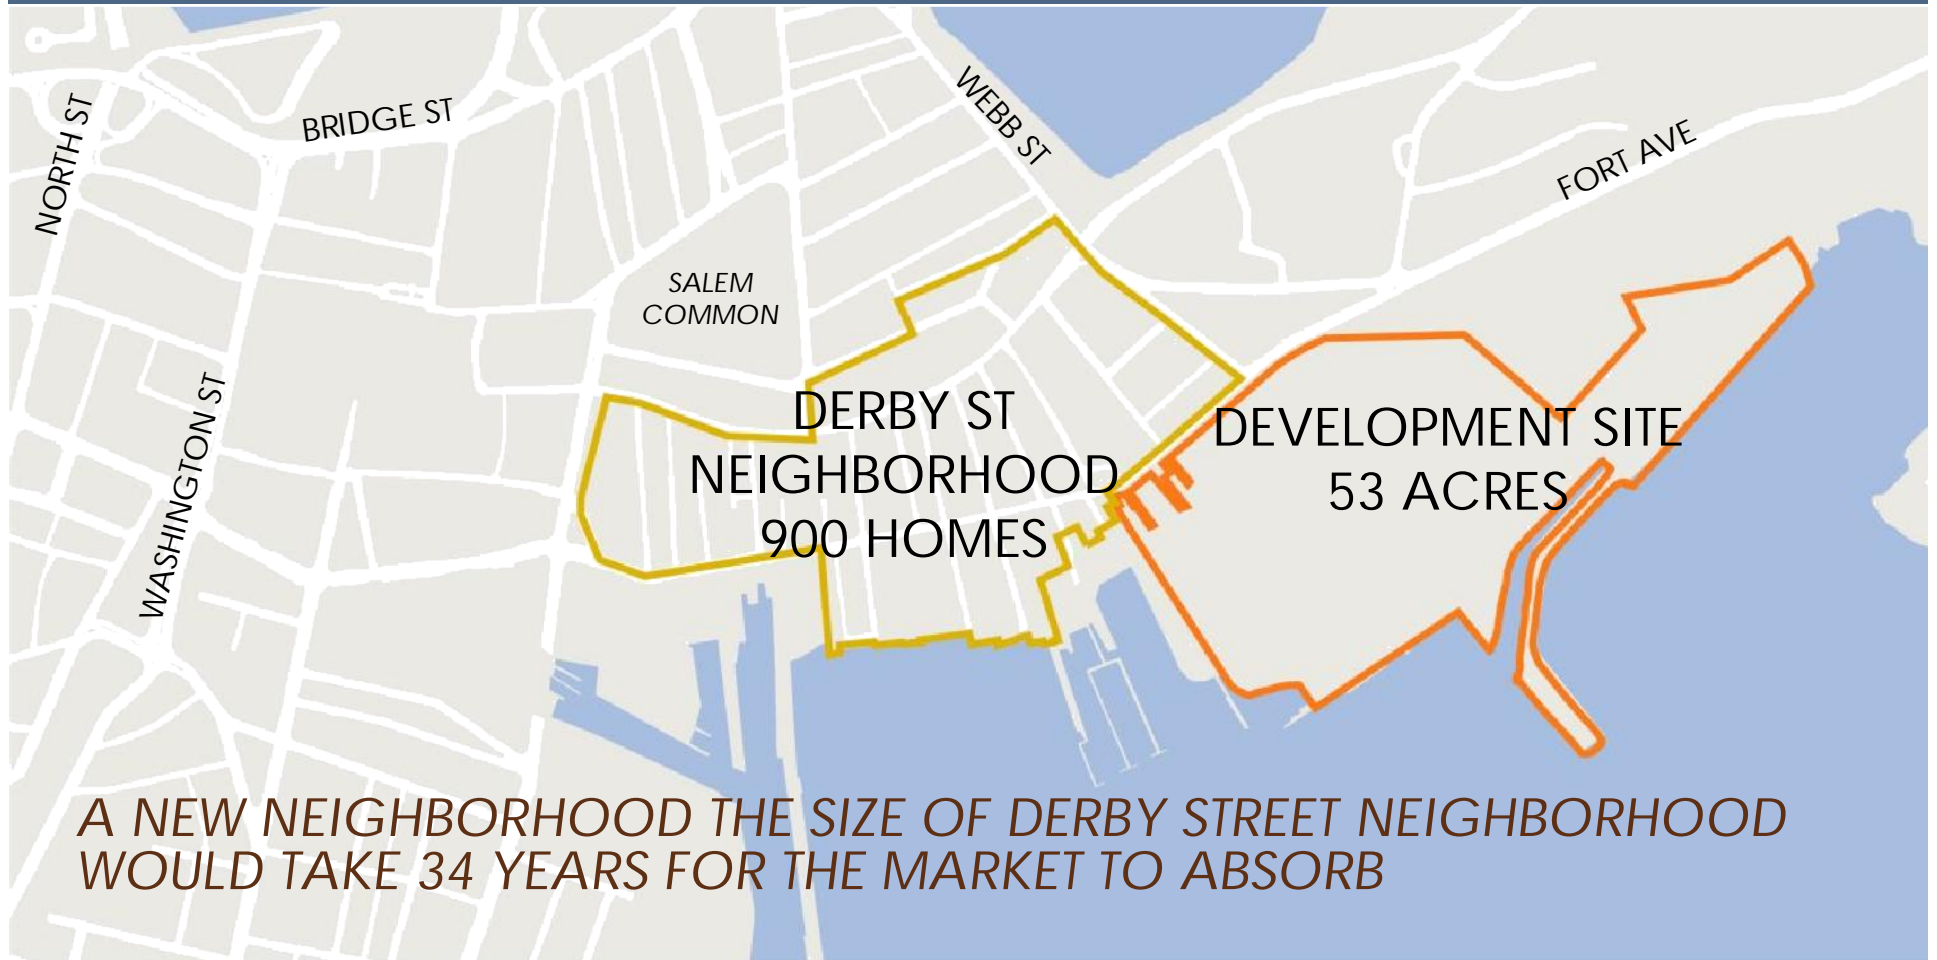 NORTH ST
BRIDGE ST
WEBB ST
FORT AVE
SALEM
COMMON
WASHINGTON ST
DERBY ST
NEIGHBORHOOD
900 HOMES
DEVELOPMENT SITE
53 ACRES
A NEW NEIGHBORHOOD THE SIZE OF DERBY STREET NEIGHBORHOOD
WOULD TAKE 34 YEARS FOR THE MARKET TO ABSORB